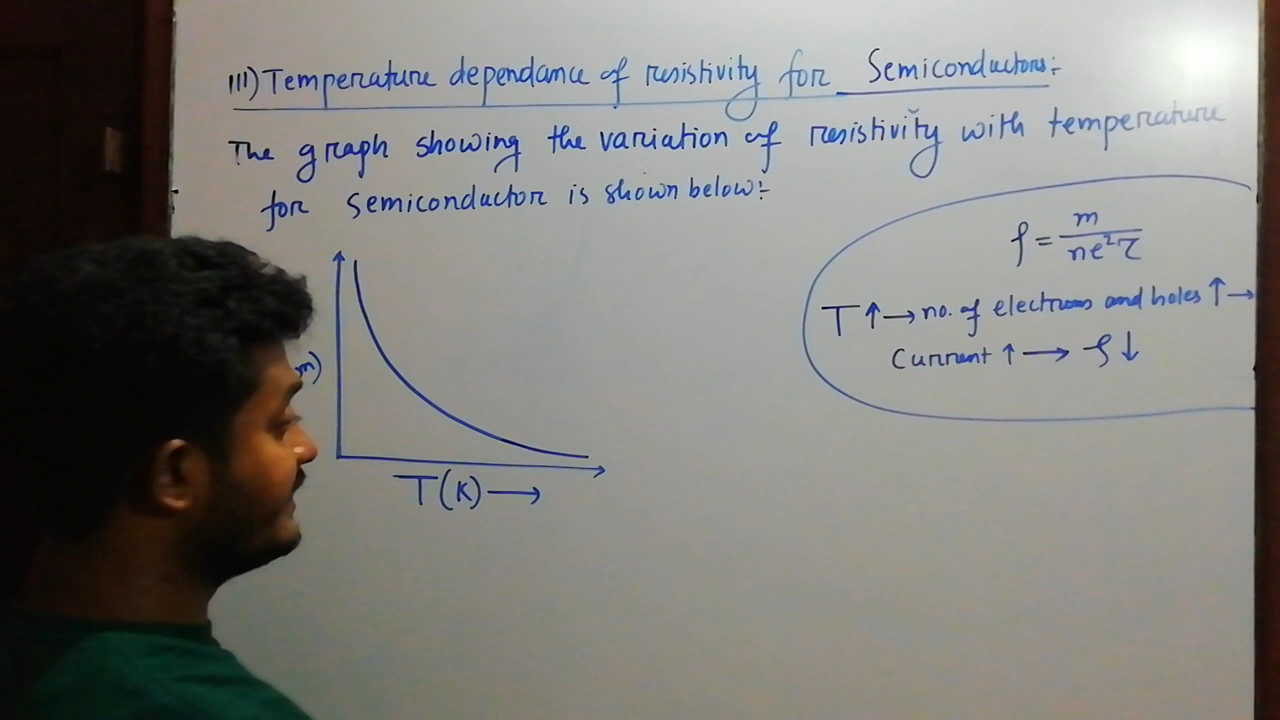 III) Temperature dependance of resistivity for Semiconductors:-
The graph showing the variation of resistivity with temperature
for semiconductor is shown below:-
ρ = m / ne²τ
T ↑ → no. of electrons and holes ↑ →
Current ↑ → ρ ↓
m)
T(K) →